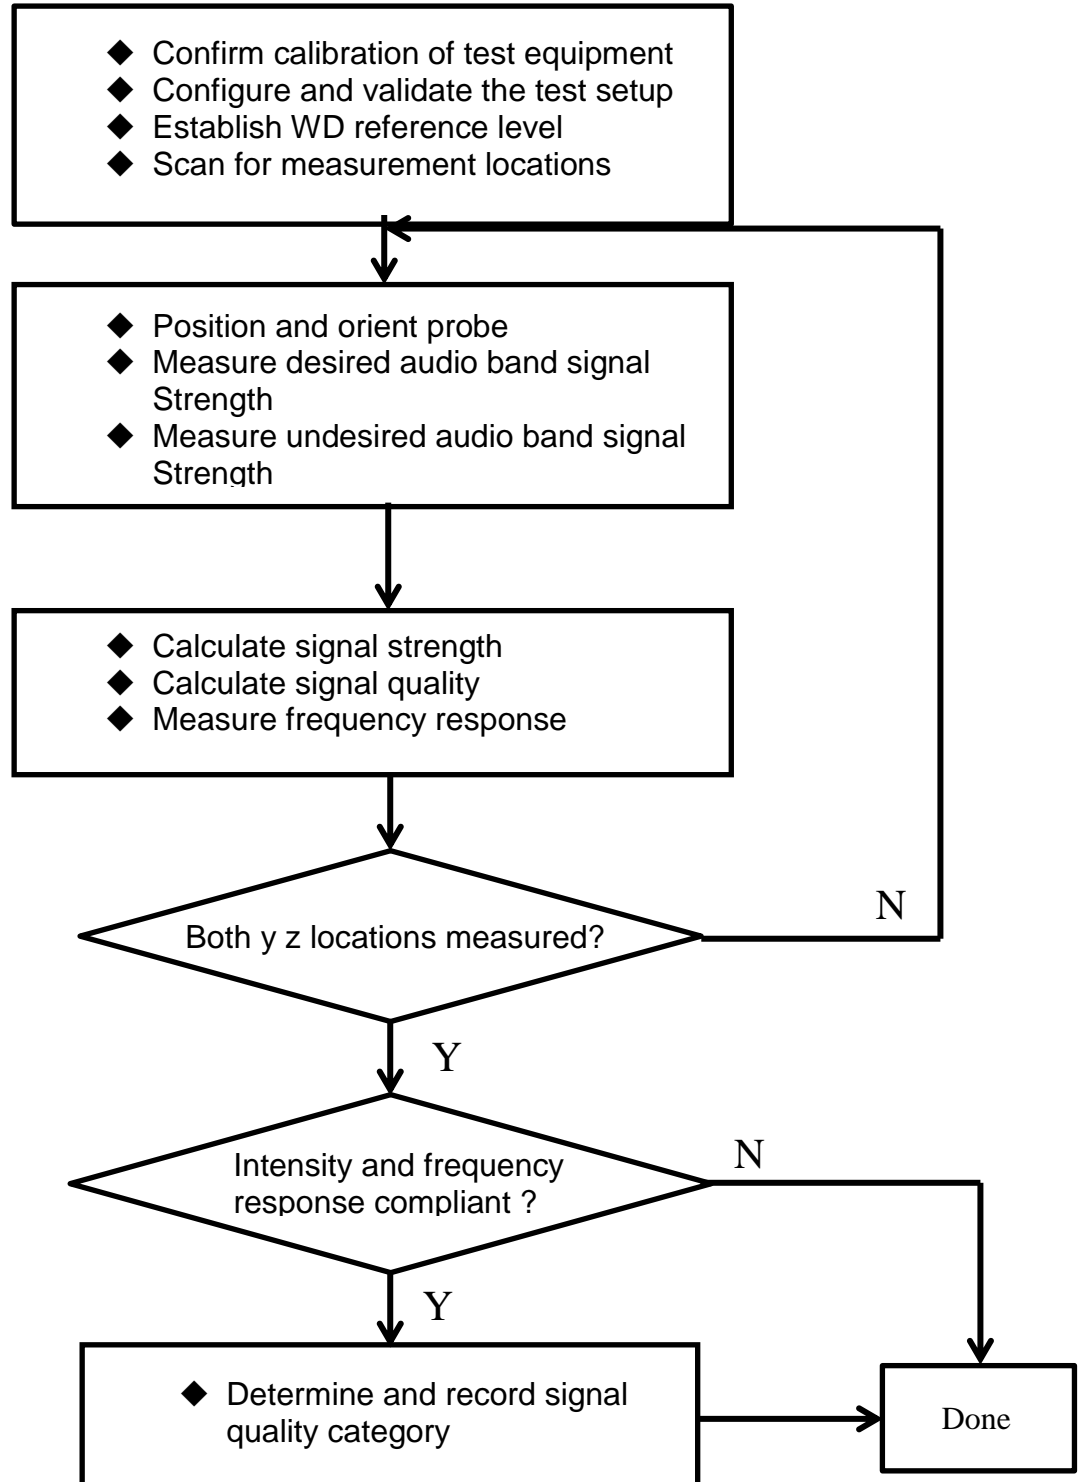 ◆ Confirm calibration of test equipment
◆ Configure and validate the test setup
◆ Establish WD reference level
◆ Scan for measurement locations
◆ Position and orient probe
◆ Measure desired audio band signal
Strength
◆ Measure undesired audio band signal
Strength
◆ Calculate signal strength
◆ Calculate signal quality
◆ Measure frequency response
Both y z locations measured?
N
Y
Intensity and frequency
response compliant ?
N
Y
◆ Determine and record signal
quality category
Done